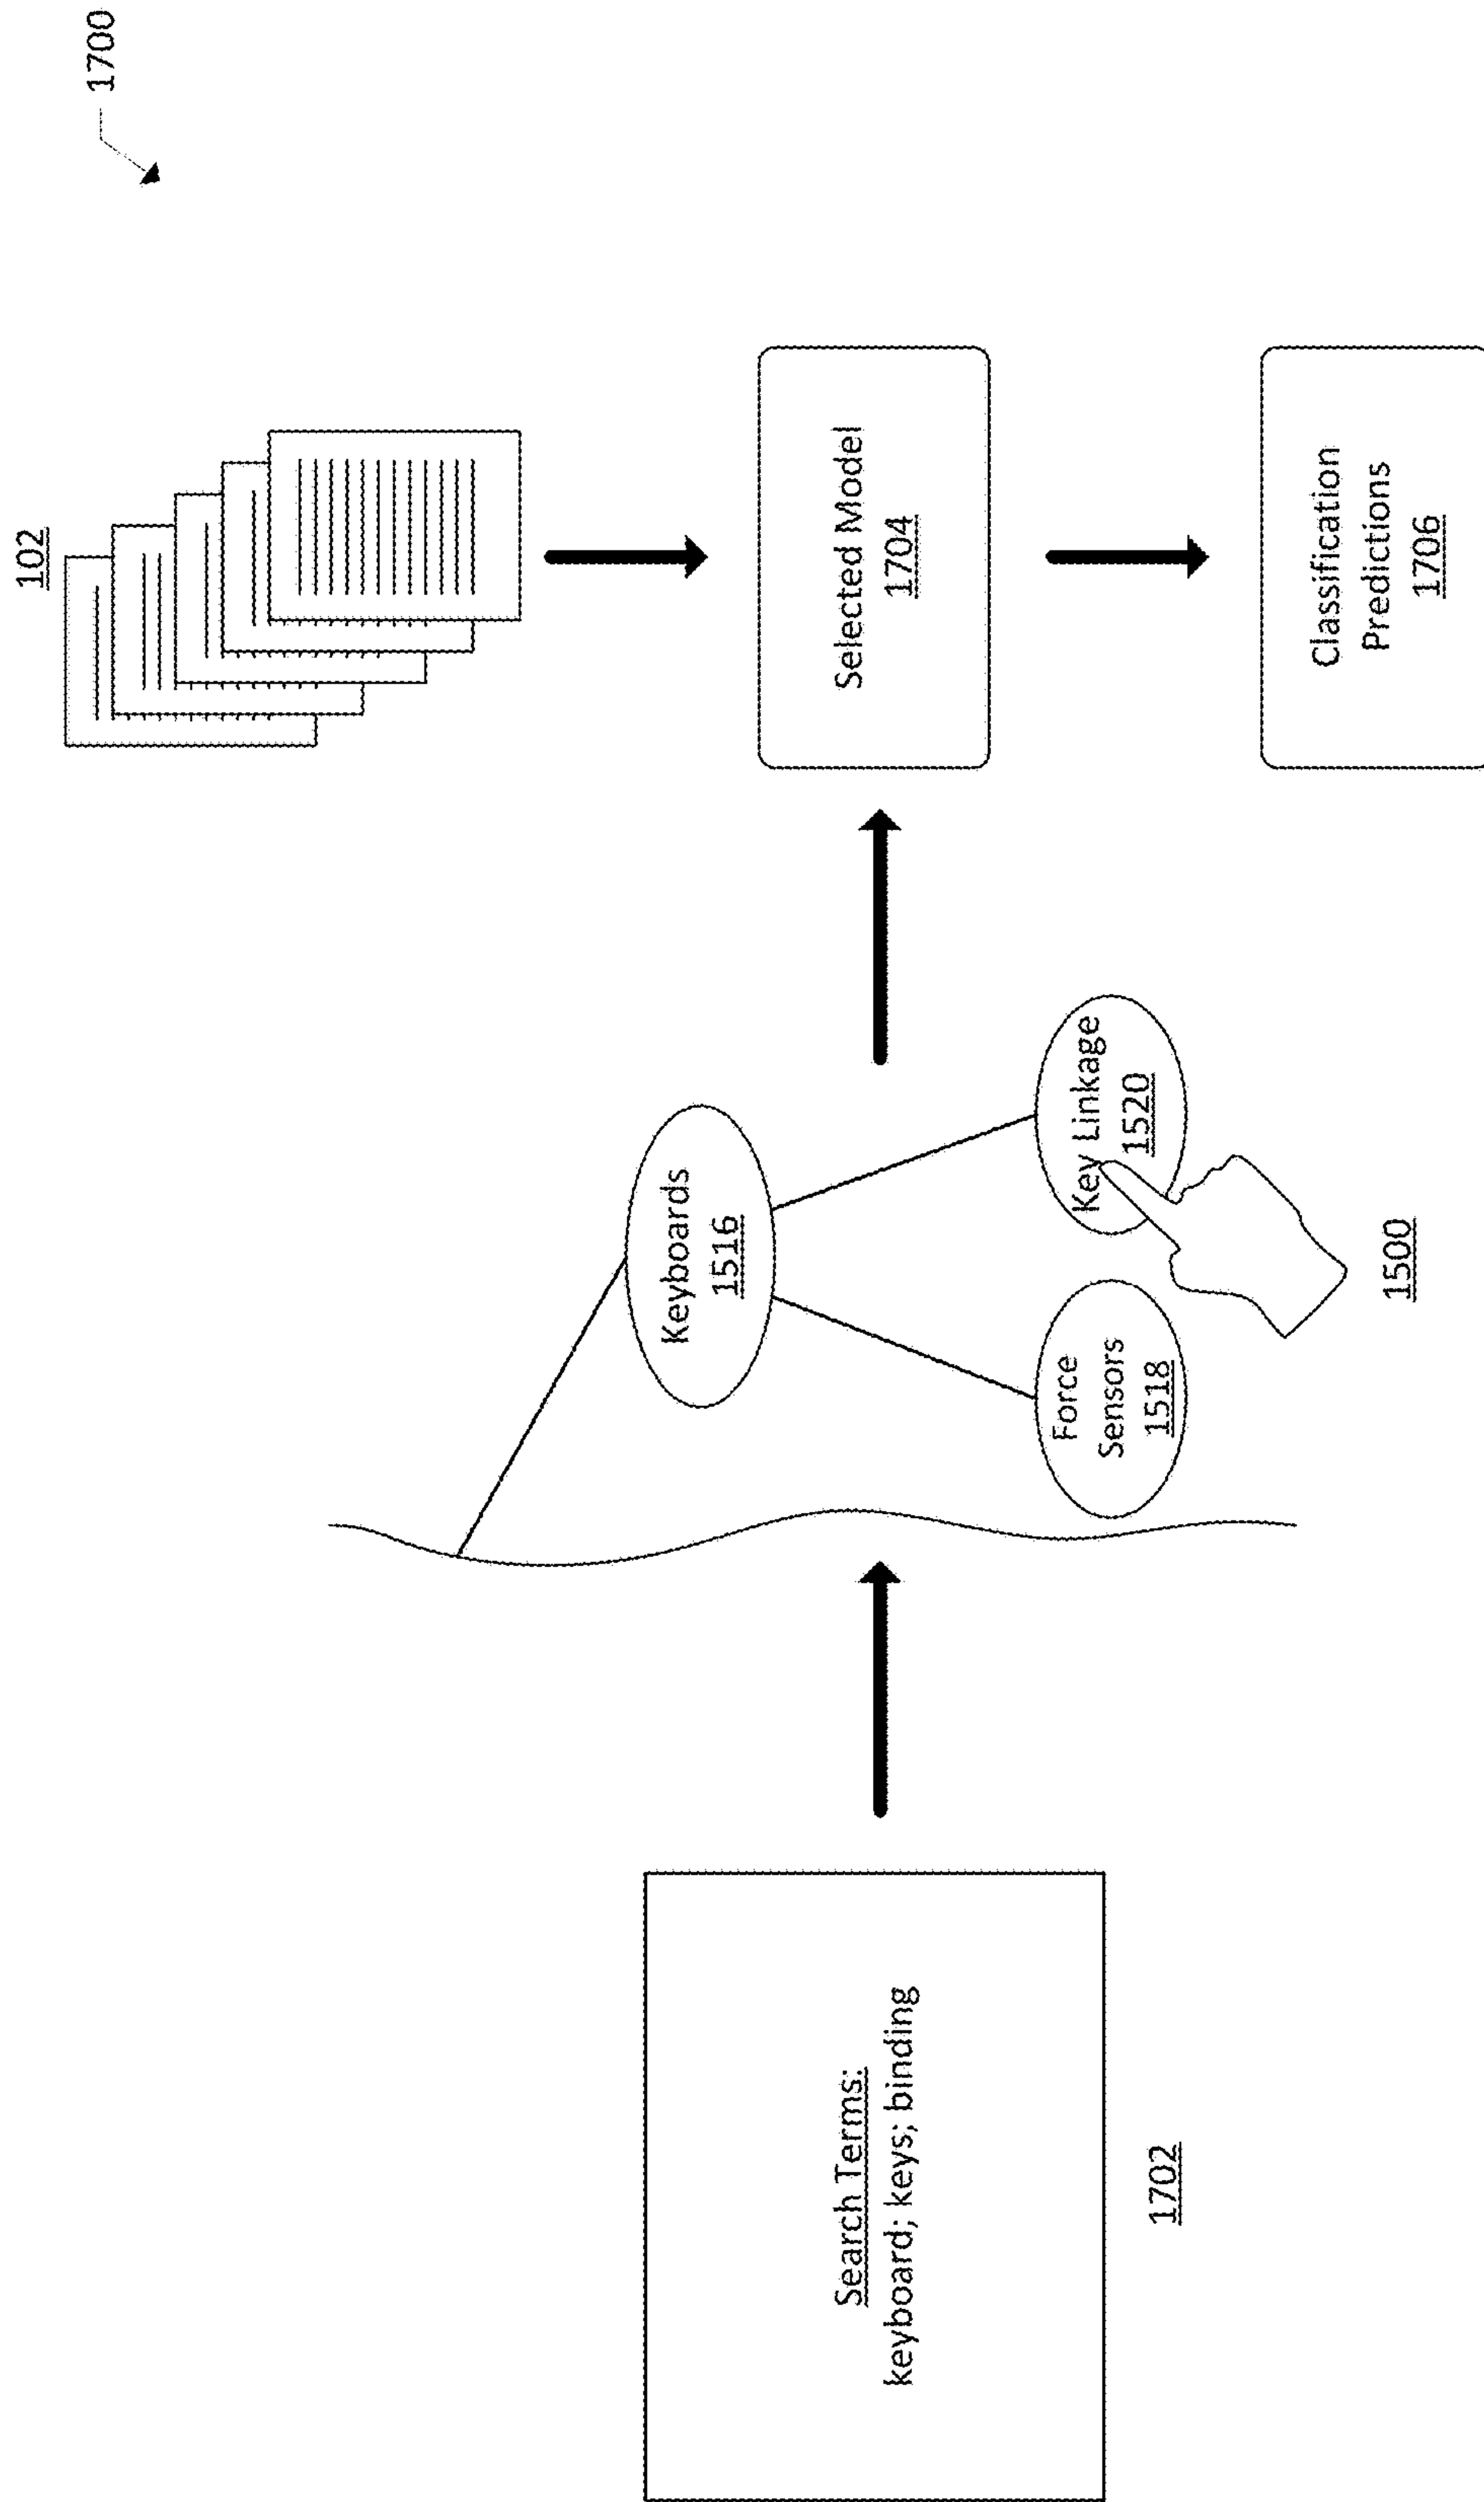 1700
102
Search Terms:
keyboard; keys; binding
1702
Keyboards
1516
Force
Sensors
1518
Key Linkage
1520
1500
Selected Model
1704
Classification
Predictions
1706